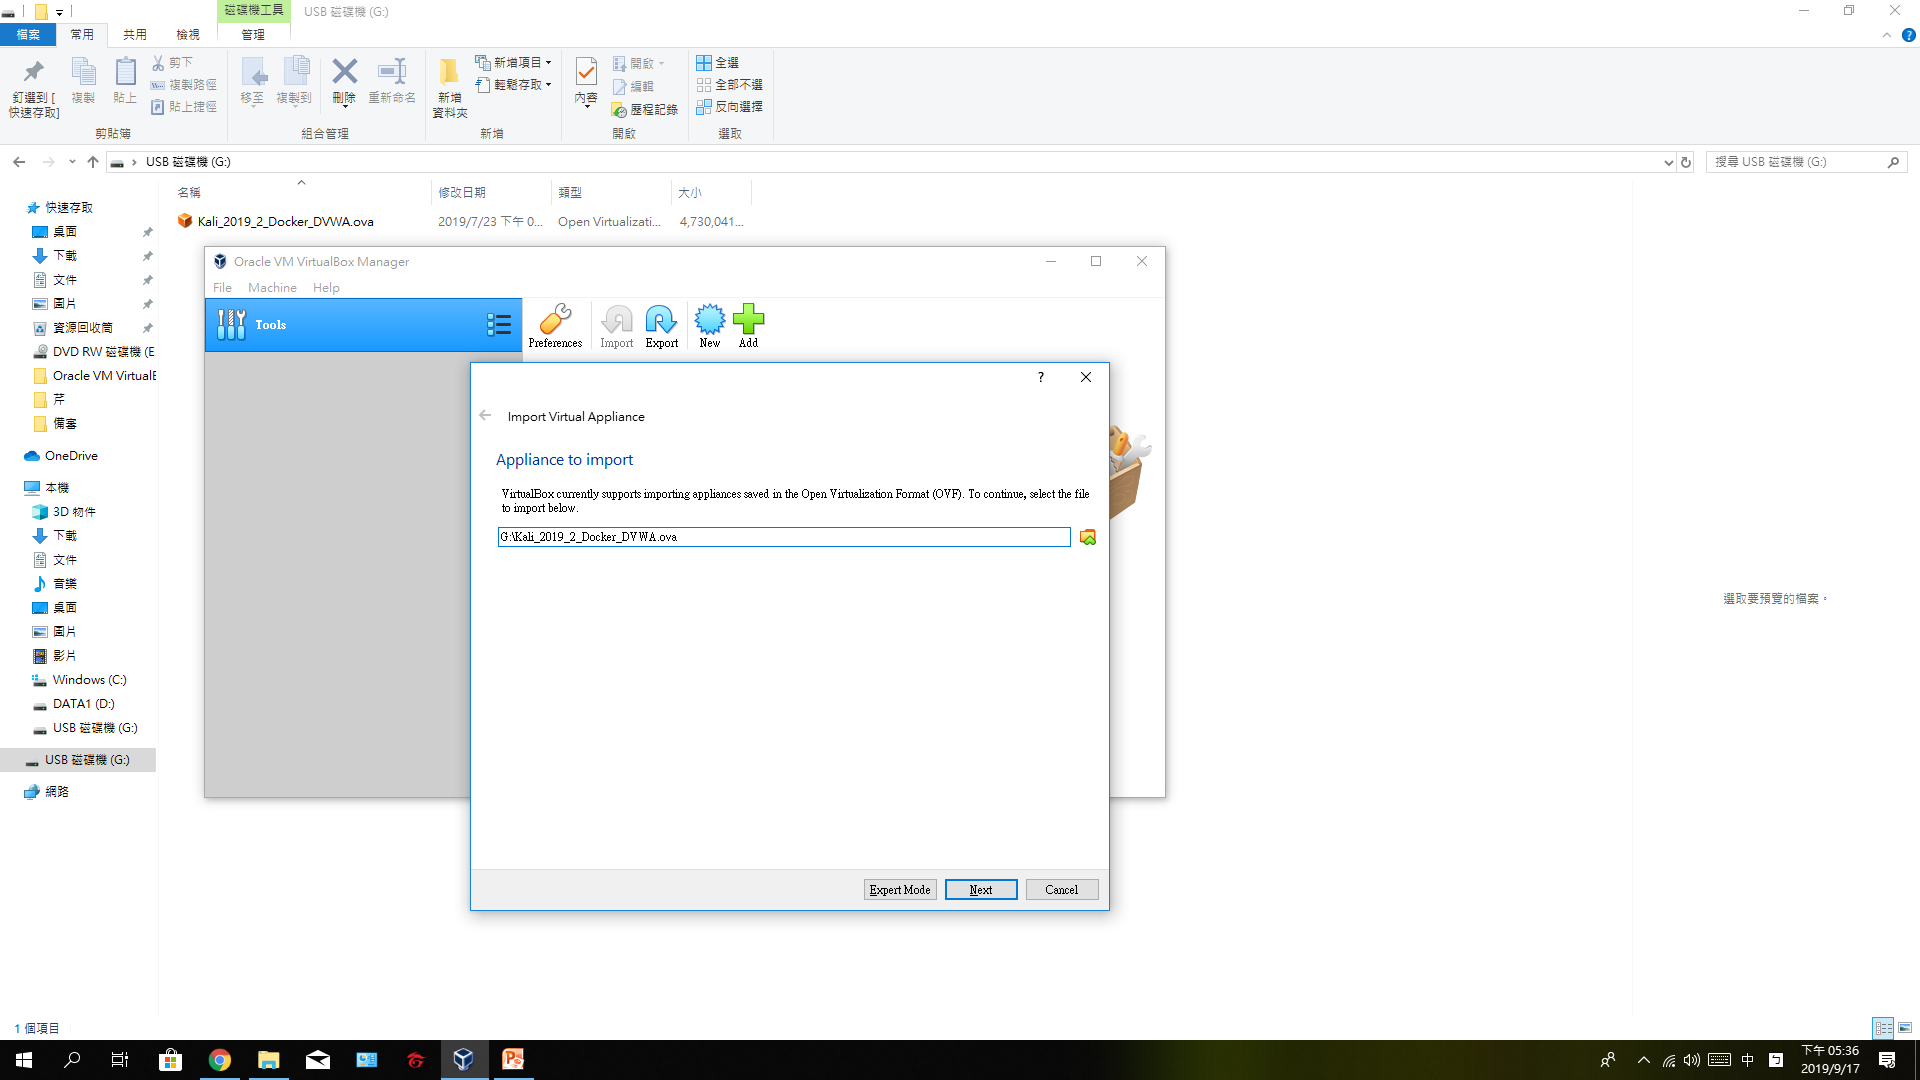 磁碟機工具
USB 磁碟機 (G:)
檔案
常用
共用
檢視
管理
釘選到 [
快速存取]
複製
貼上
剪下
複製路徑
貼上捷徑
剪貼簿
移至
複製到
刪除
重新命名
組合管理
新增
資料夾
新增項目
輕鬆存取
新增
內容
開啟
編輯
歷程記錄
開啟
全選
全部不選
反向選擇
選取
USB 磁碟機 (G:)
搜尋 USB 磁碟機 (G:)
名稱
修改日期
類型
大小
Kali_2019_2_Docker_DVWA.ova
2019/7/23 下午 0...
Open Virtualizati...
4,730,041...
快速存取
桌面
下載
文件
圖片
資源回收筒
DVD RW 磁碟機 (E
Oracle VM VirtualE
芹
備審
OneDrive
本機
3D 物件
下載
文件
音樂
桌面
圖片
影片
Windows (C:)
DATA1 (D:)
USB 磁碟機 (G:)
USB 磁碟機 (G:)
網路
Oracle VM VirtualBox Manager
File
Machine
Help
Tools
Preferences
Import
Export
New
Add
?
Import Virtual Appliance
Appliance to import
VirtualBox currently supports importing appliances saved in the Open Virtualization Format (OVF). To continue, select the file
to import below.
G:\Kali_2019_2_Docker_DVWA.ova
Expert Mode
Next
Cancel
選取要預覽的檔案。
1 個項目
中
下午 05:36
2019/9/17